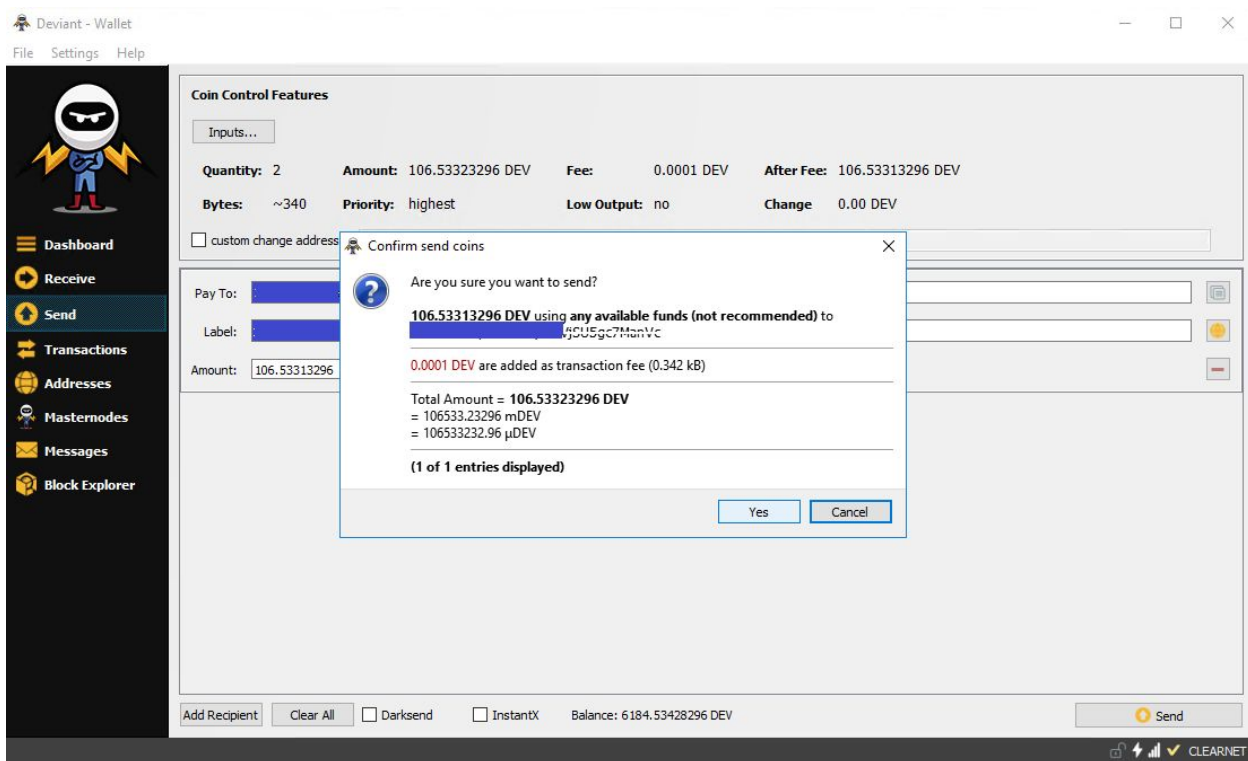 Deviant - Wallet
File Settings Help
Coin Control Features
Inputs...
Quantity: 2 Amount: 106.53323296 DEV Fee: 0.0001 DEV After Fee: 106.53313296 DEV
Bytes: ~340 Priority: highest Low Output: no Change 0.00 DEV
custom change address
Dashboard
Receive
Send
Transactions
Addresses
Masternodes
Messages
Block Explorer
Pay To:
Label:
Amount: 106.53313296
Confirm send coins
Are you sure you want to send?
106.53313296 DEV using any available funds (not recommended) to
0.0001 DEV are added as transaction fee (0.342 kB)
Total Amount = 106.53323296 DEV
= 106533.23296 mDEV
= 106533232.96 μDEV
(1 of 1 entries displayed)
Yes Cancel
Add Recipient Clear All Darksend InstantX Balance: 6184.53428296 DEV Send
CLEARNET